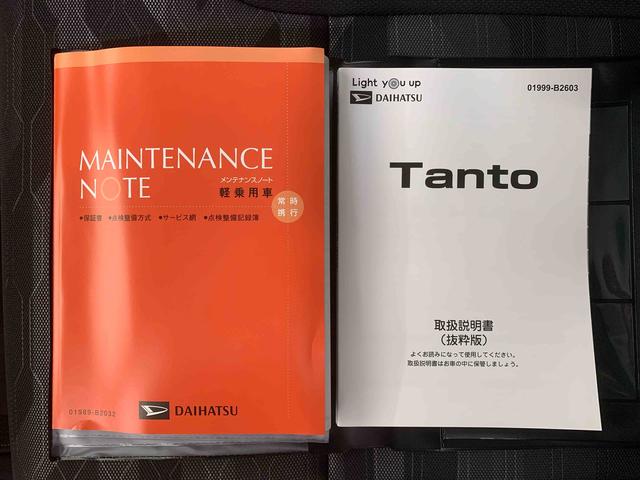 MAINTENANCE
NOTE
メンテナンスノート
軽乗用車
常時
携行
●保証書 ●点検整備方式 ●サービス網 ●点検整備記録簿
01989-B2032
DAIHATSU
Light you up
DAIHATSU
01999-B2603
Tanto
取扱説明書
（抜粋版）
よくお読みになって使用してください。
取扱説明書はお車の中に保管しましょう。